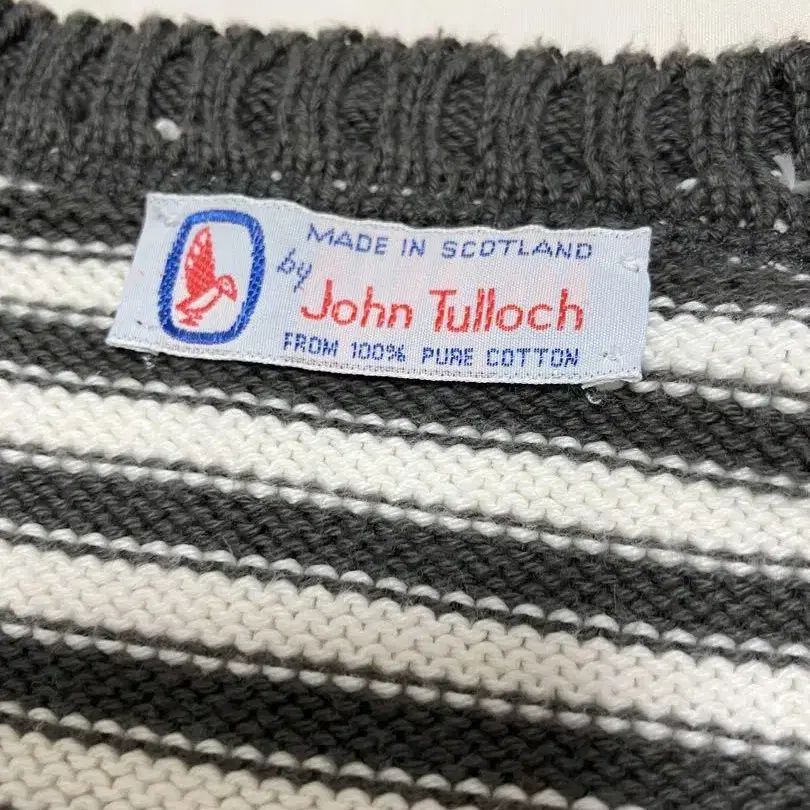 MADE IN SCOTLAND
by John Tulloch
FROM 100% PURE COTTON